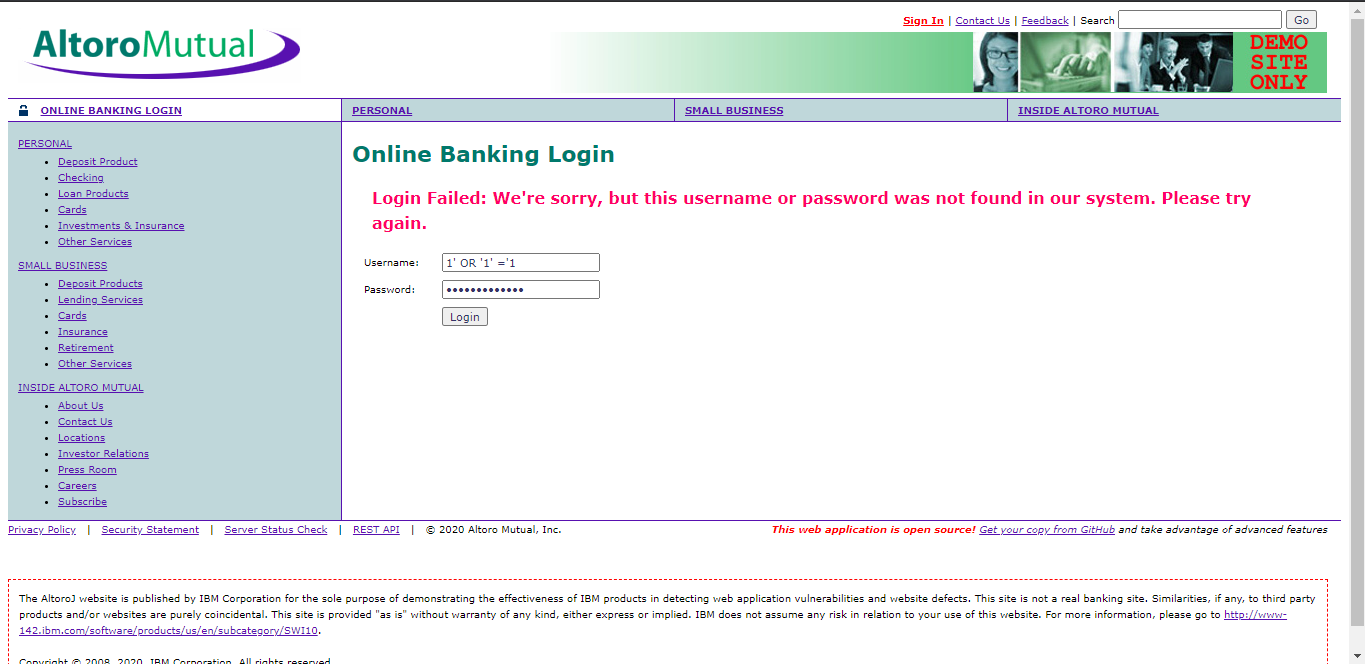 Sign In | Contact Us | Feedback | Search Go
AltoroMutual
DEMO
SITE
ONLY
ONLINE BANKING LOGIN PERSONAL SMALL BUSINESS INSIDE ALTORO MUTUAL
PERSONAL
Deposit Product
Checking
Loan Products
Cards
Investments & Insurance
Other Services
SMALL BUSINESS
Deposit Products
Lending Services
Cards
Insurance
Retirement
Other Services
INSIDE ALTORO MUTUAL
About Us
Contact Us
Locations
Investor Relations
Press Room
Careers
Subscribe
Online Banking Login
Login Failed: We're sorry, but this username or password was not found in our system. Please try
again.
Username: 1' OR '1' ='1
Password: •••••••••••••
Login
Privacy Policy | Security Statement | Server Status Check | REST API | © 2020 Altoro Mutual, Inc. This web application is open source! Get your copy from GitHub and take advantage of advanced features
The AltoroJ website is published by IBM Corporation for the sole purpose of demonstrating the effectiveness of IBM products in detecting web application vulnerabilities and website defects. This site is not a real banking site. Similarities, if any, to third party
products and/or websites are purely coincidental. This site is provided "as is" without warranty of any kind, either express or implied. IBM does not assume any risk in relation to your use of this website. For more information, please go to http://www-
142.ibm.com/software/products/us/en/subcategory/SWI10.
Copyright © 2008, 2020, IBM Corporation, All rights reserved.